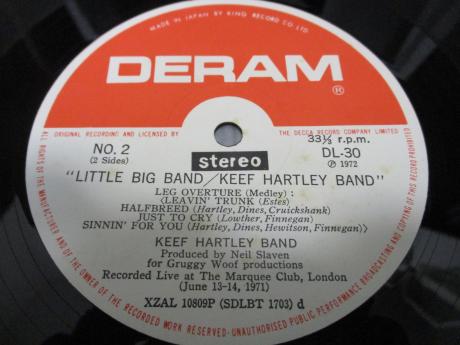 MADE IN JAPAN BY KING RECORD CO. LTD
DERAM
®
ORIGINAL RECORDING AND LICENSED BY THE DECCA RECORD COMPANY LIMITED
NO. 2
(2 Sides)
stereo
33⅓ r.p.m.
DL-30
Ⓟ 1972
"LITTLE BIG BAND/KEEF HARTLEY BAND"
LEG OVERTURE (Medley) :
〈LEAVIN' TRUNK (Estes)
HALFBREED (Hartley, Dines, Cruickshank)
JUST TO CRY (Lowther, Finnegan)
SINNIN' FOR YOU (Hartley, Dines, Hewitson, Finnegan)〉
KEEF HARTLEY BAND
Produced by Neil Slaven
for Gruggy Woof productions
Recorded Live at The Marquee Club, London
(June 13-14, 1971)
XZAL 10809P (SDLBT 1703) d
ALL RIGHTS OF THE MANUFACTURER AND OF THE OWNER OF THE RECORDED WORK RESERVED - UNAUTHORISED PUBLIC PERFORMANCE BROADCASTING AND COPYING OF THIS